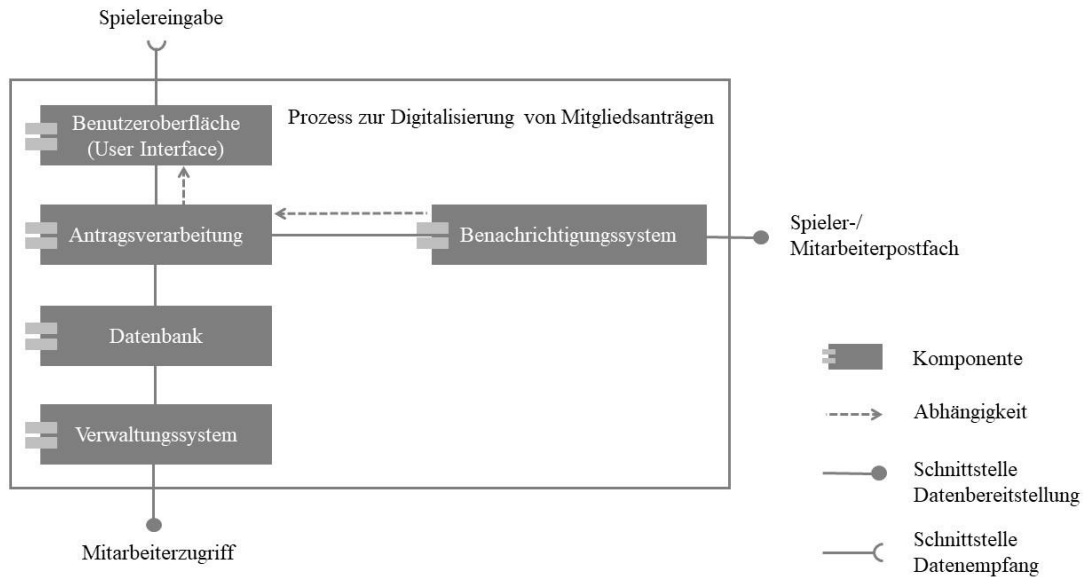 Spielereingabe
Benutzeroberfläche
(User Interface)
Prozess zur Digitalisierung von Mitgliedsanträgen
Antragsverarbeitung
Benachrichtigungssystem
Spieler-/
Mitarbeiterpostfach
Datenbank
Verwaltungssystem
Mitarbeiterzugriff
Komponente
Abhängigkeit
Schnittstelle
Datenbereitstellung
Schnittstelle
Datenempfang